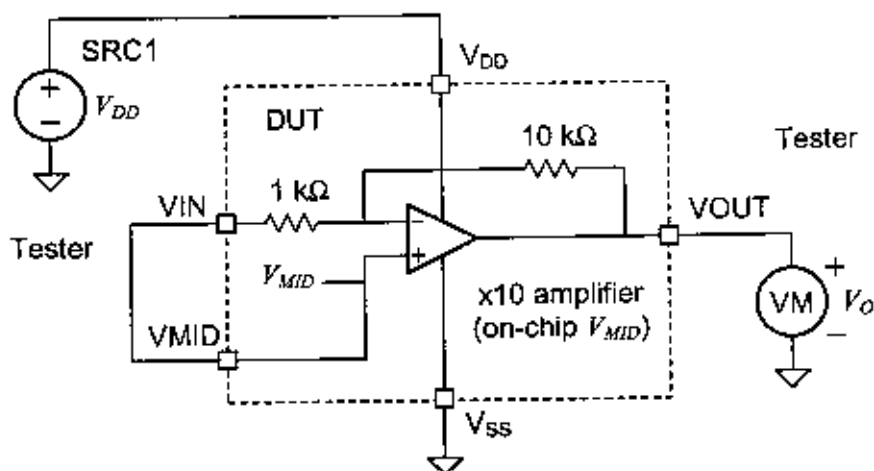 SRC1
+
V_DD
−
V_DD
DUT
10 kΩ
Tester
1 kΩ
VIN
VOUT
Tester
−
+
V_MID
VMID
x10 amplifier
(on-chip V_MID)
VM
+
V_O
−
V_SS